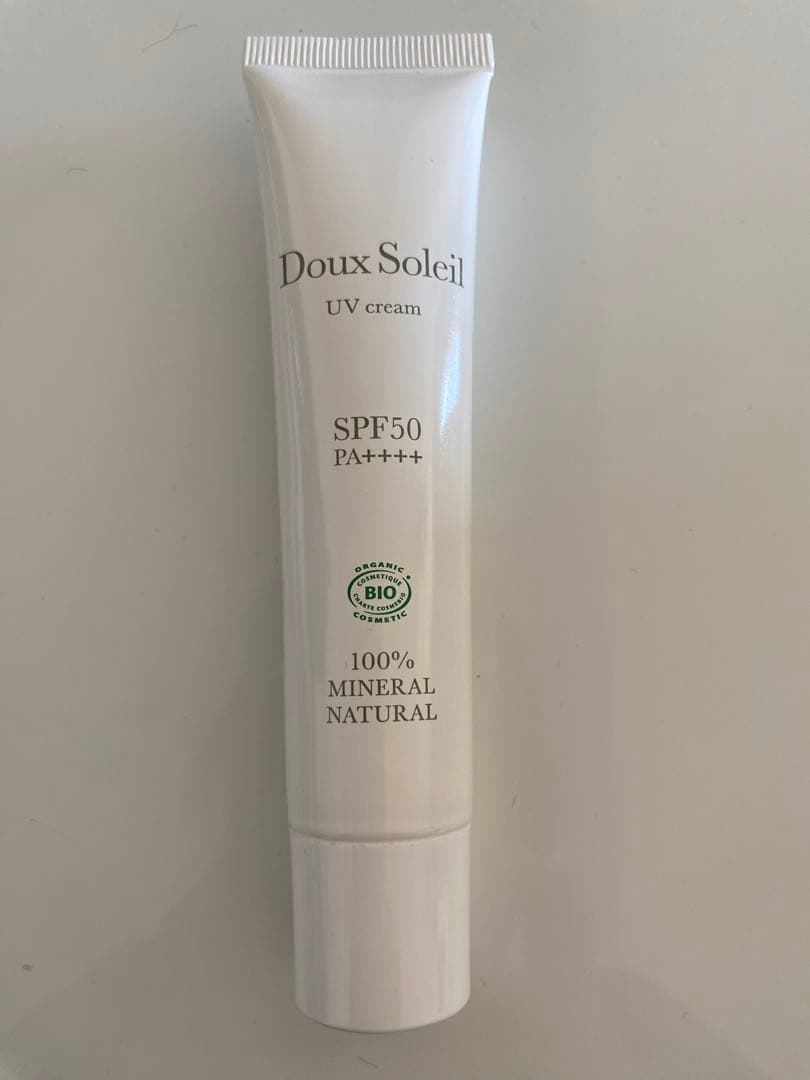 Doux Soleil
UV cream
SPF50
PA++++
ORGANIC
COSMETIQUE
BIO
CHARTE COSMEBIO
COSMETIC
100%
MINERAL
NATURAL